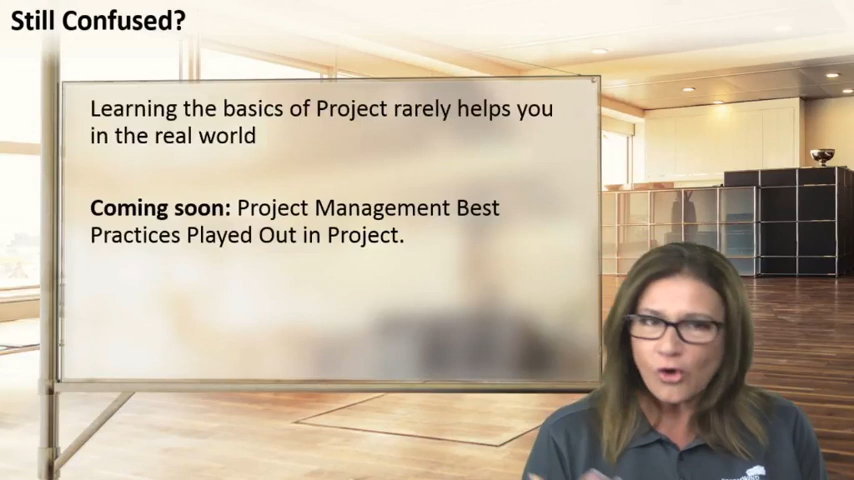 Still Confused?
Learning the basics of Project rarely helps you
in the real world
Coming soon: Project Management Best
Practices Played Out in Project.